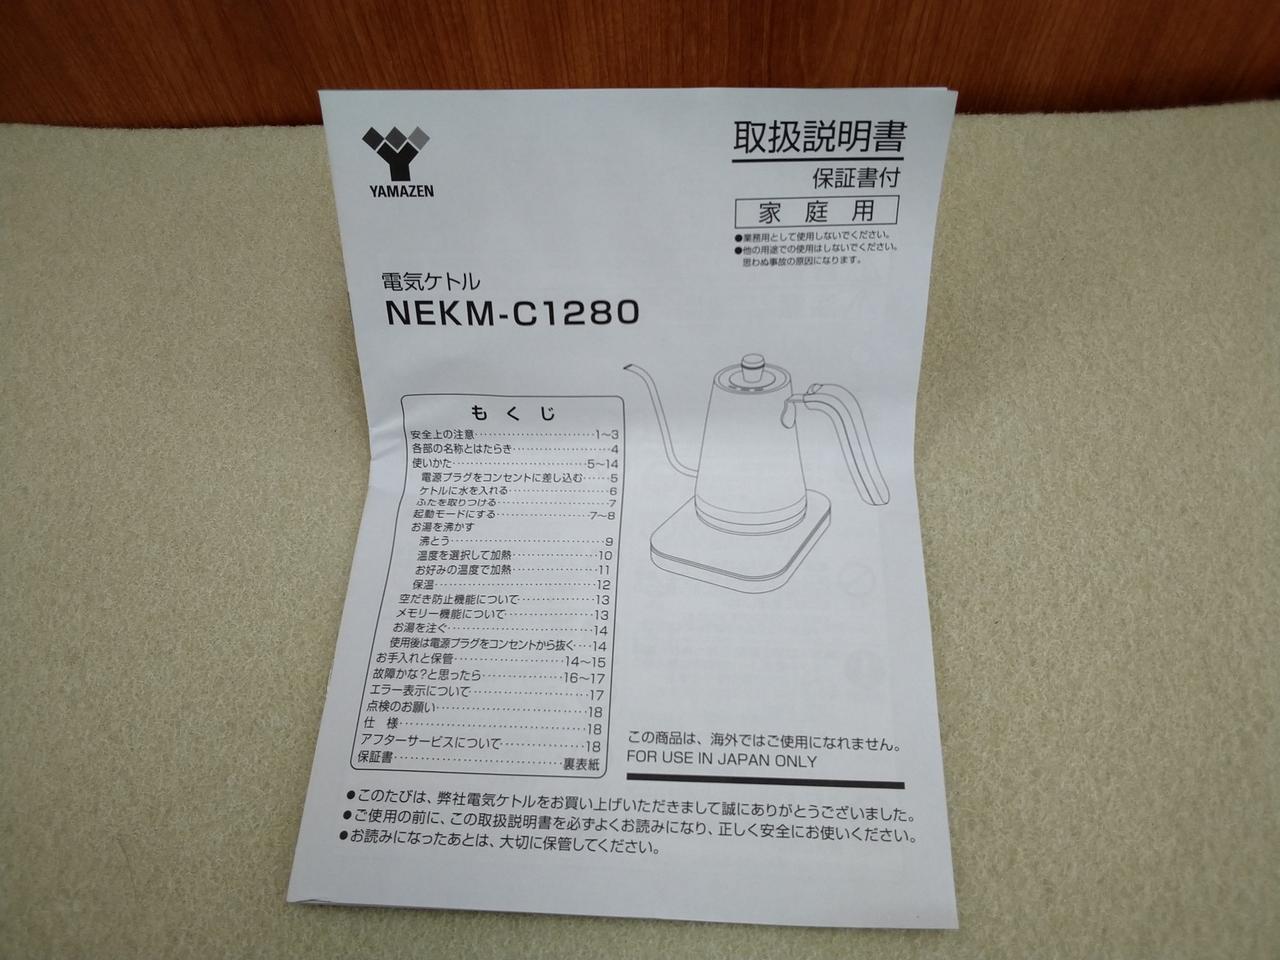 YAMAZEN
取扱説明書
保証書付
家庭用
●業務用として使用しないでください。
●他の用途での使用はしないでください。
思わぬ事故の原因になります。
電気ケトル
NEKM-C1280
もくじ
安全上の注意‥‥‥‥‥‥‥‥‥1~3
各部の名称とはたらき‥‥‥‥‥‥‥4
使いかた‥‥‥‥‥‥‥‥‥‥5~14
電源プラグをコンセントに差し込む‥‥5
ケトルに水を入れる‥‥‥‥‥‥‥6
ふたを取りつける‥‥‥‥‥‥‥‥7
起動モードにする‥‥‥‥‥‥‥7~8
お湯を沸かす
沸とう‥‥‥‥‥‥‥‥‥‥‥‥9
温度を選択して加熱‥‥‥‥‥‥‥10
お好みの温度で加熱‥‥‥‥‥‥‥11
保温‥‥‥‥‥‥‥‥‥‥‥‥‥12
空だき防止機能について‥‥‥‥‥‥13
メモリー機能について‥‥‥‥‥‥‥13
お湯を注ぐ‥‥‥‥‥‥‥‥‥‥‥14
使用後は電源プラグをコンセントから抜く‥‥14
お手入れと保管‥‥‥‥‥‥‥‥14~15
故障かな?と思ったら‥‥‥‥‥‥16~17
エラー表示について‥‥‥‥‥‥‥‥17
点検のお願い‥‥‥‥‥‥‥‥‥‥18
仕 様‥‥‥‥‥‥‥‥‥‥‥‥‥18
アフターサービスについて‥‥‥‥‥18
保証書‥‥‥‥‥‥‥‥‥‥‥裏表紙
この商品は、海外ではご使用になれません。
FOR USE IN JAPAN ONLY
●このたびは、弊社電気ケトルをお買い上げいただきまして誠にありがとうございました。
●ご使用の前に、この取扱説明書を必ずよくお読みになり、正しく安全にお使いください。
●お読みになったあとは、大切に保管してください。